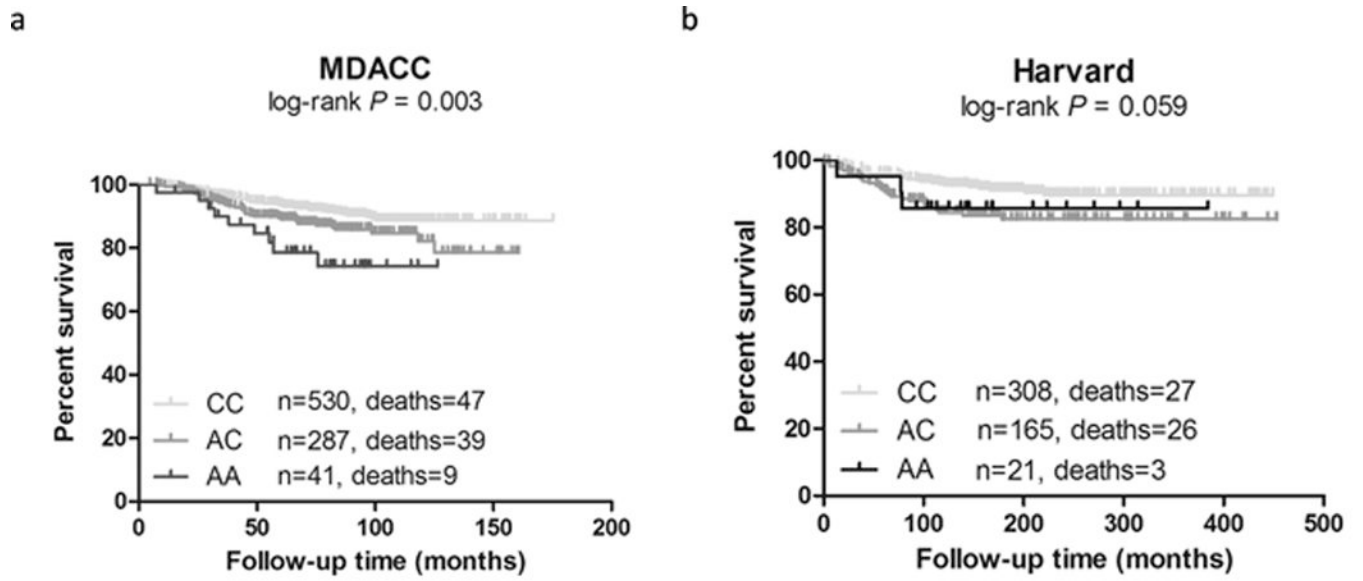 a
MDACC
log-rank P = 0.003
100
80
60
40
20
0
Percent survival
CC n=530, deaths=47
AC n=287, deaths=39
AA n=41, deaths=9
0 50 100 150 200
Follow-up time (months)
b
Harvard
log-rank P = 0.059
100
80
60
40
20
0
Percent survival
CC n=308, deaths=27
AC n=165, deaths=26
AA n=21, deaths=3
0 100 200 300 400 500
Follow-up time (months)